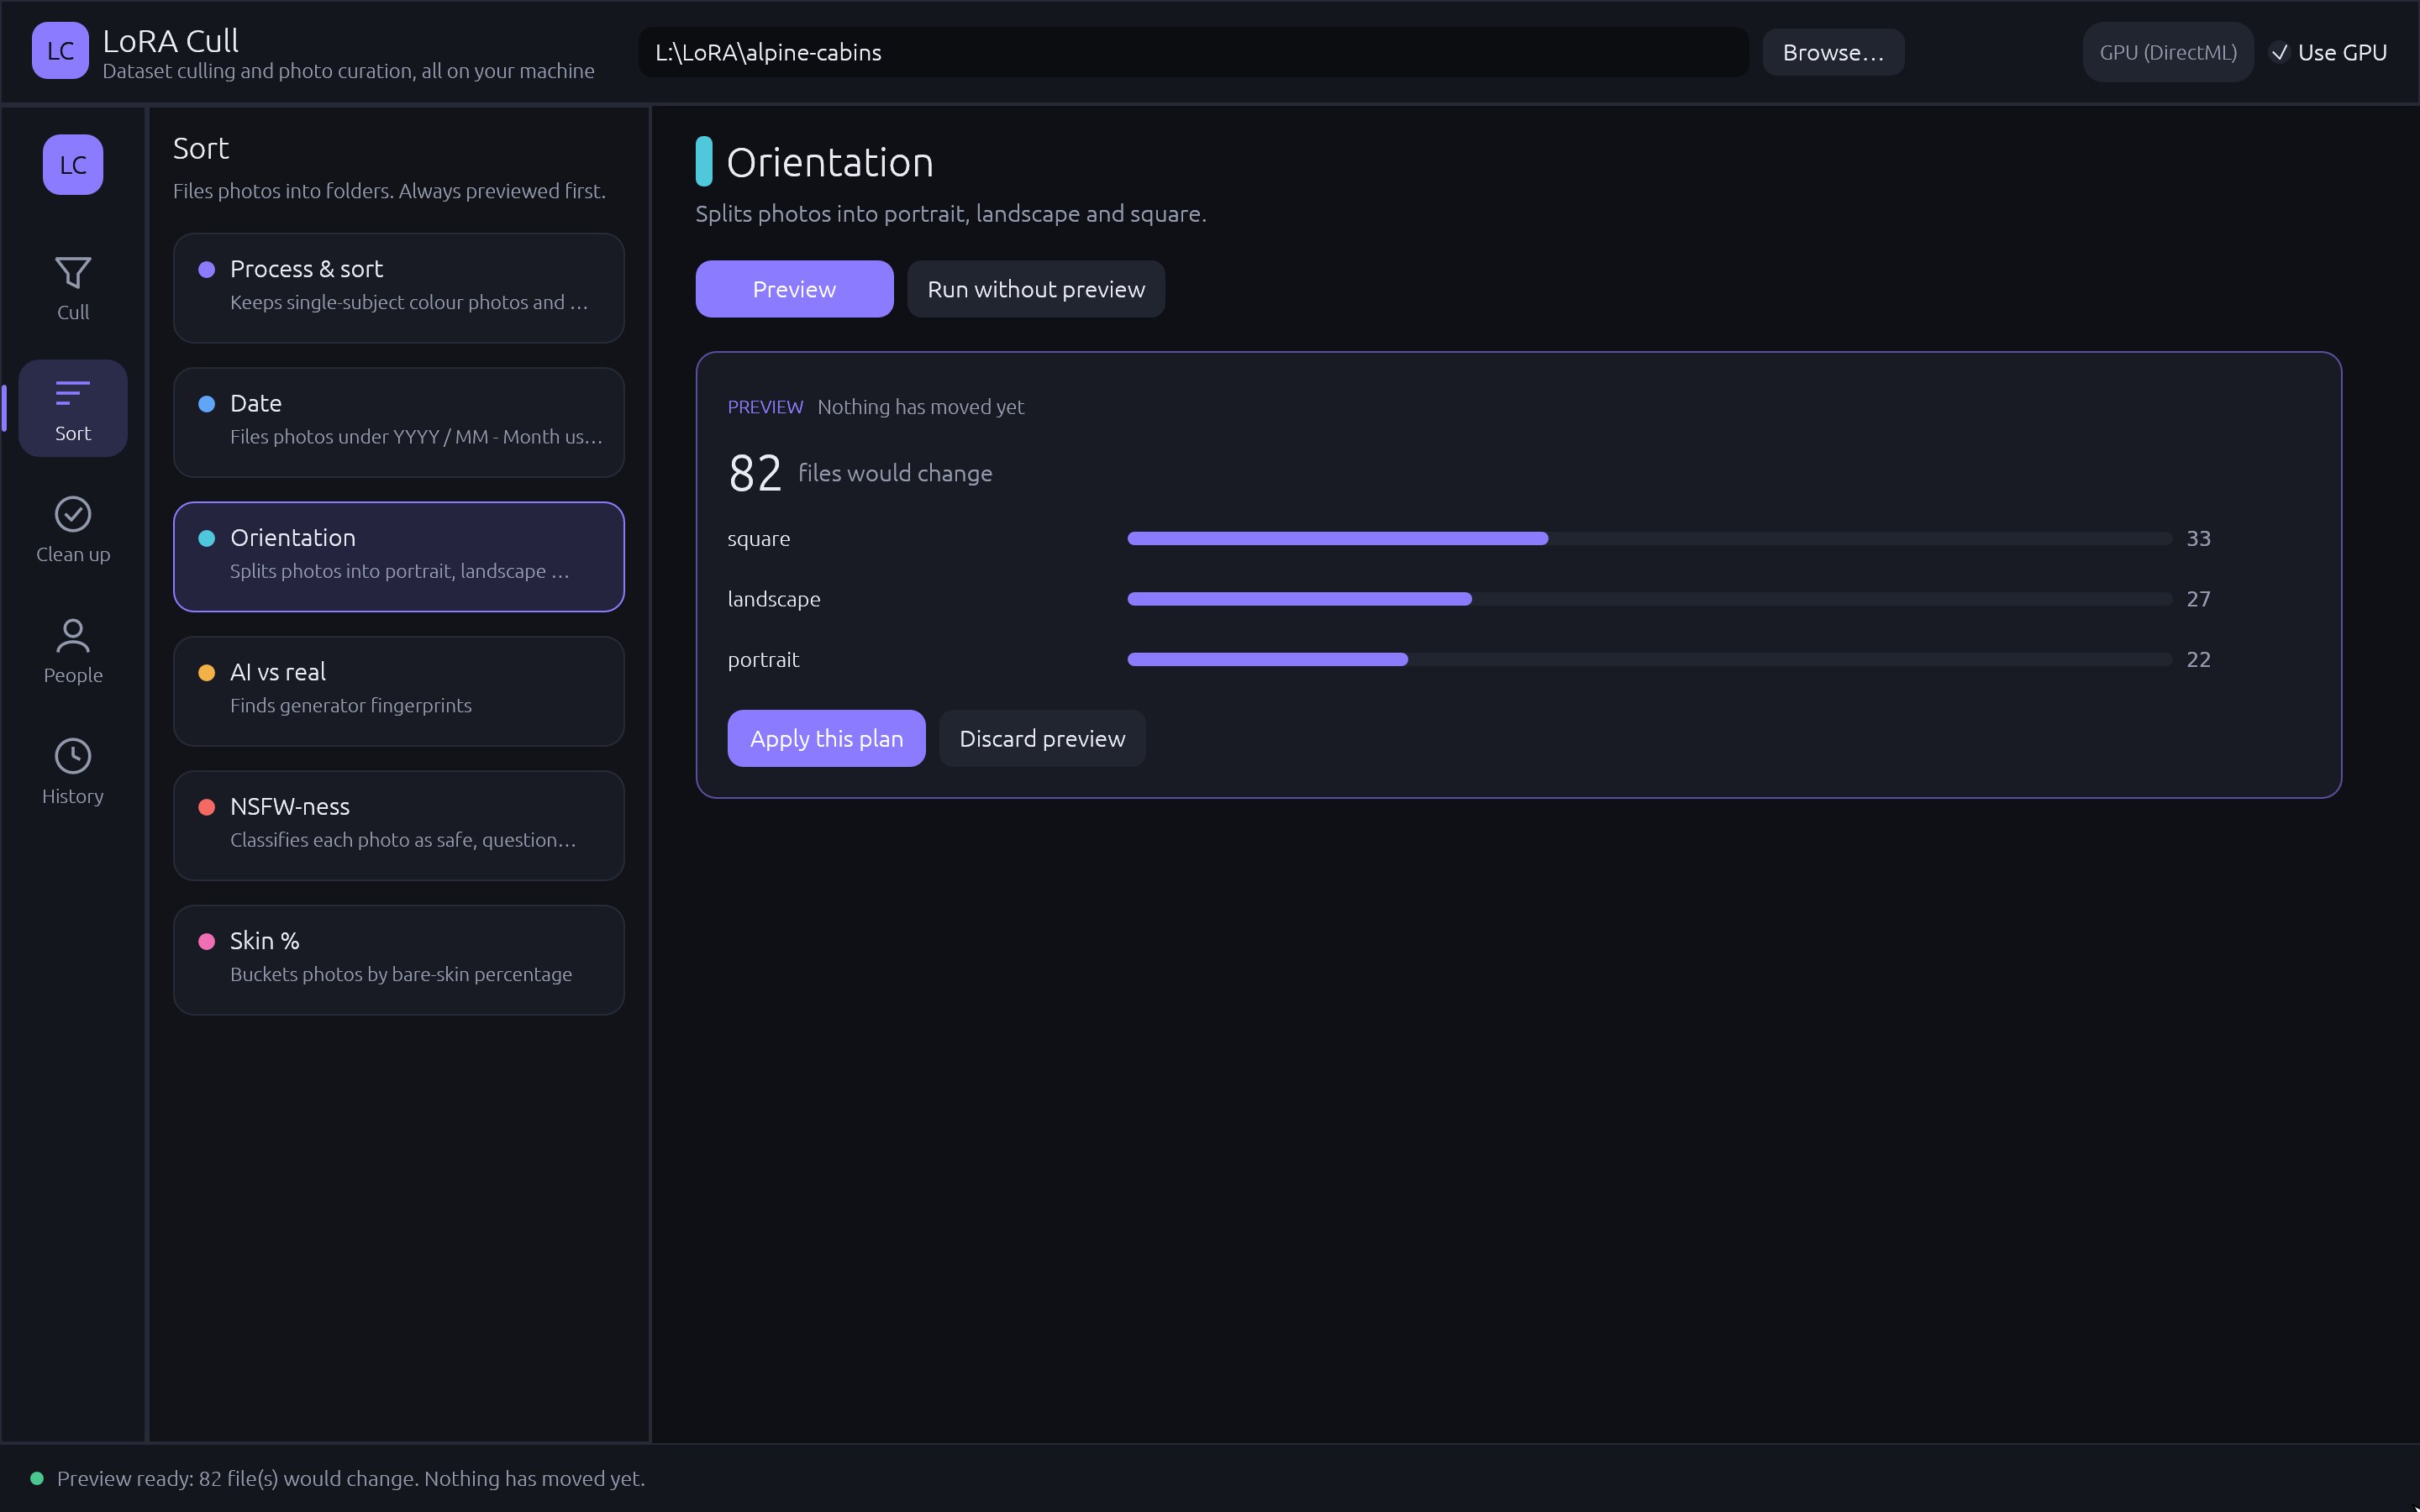 LC
LoRA Cull
Dataset culling and photo curation, all on your machine
L:\LoRA\alpine-cabins
Browse…
GPU (DirectML)
Use GPU
LC
Cull
Sort
Clean up
People
History
Sort
Files photos into folders. Always previewed first.
Process & sort
Keeps single-subject colour photos and …
Date
Files photos under YYYY / MM - Month us…
Orientation
Splits photos into portrait, landscape …
AI vs real
Finds generator fingerprints
NSFW-ness
Classifies each photo as safe, question…
Skin %
Buckets photos by bare-skin percentage
Orientation
Splits photos into portrait, landscape and square.
Preview
Run without preview
PREVIEW Nothing has moved yet
82 files would change
square 33
landscape 27
portrait 22
Apply this plan
Discard preview
Preview ready: 82 file(s) would change. Nothing has moved yet.